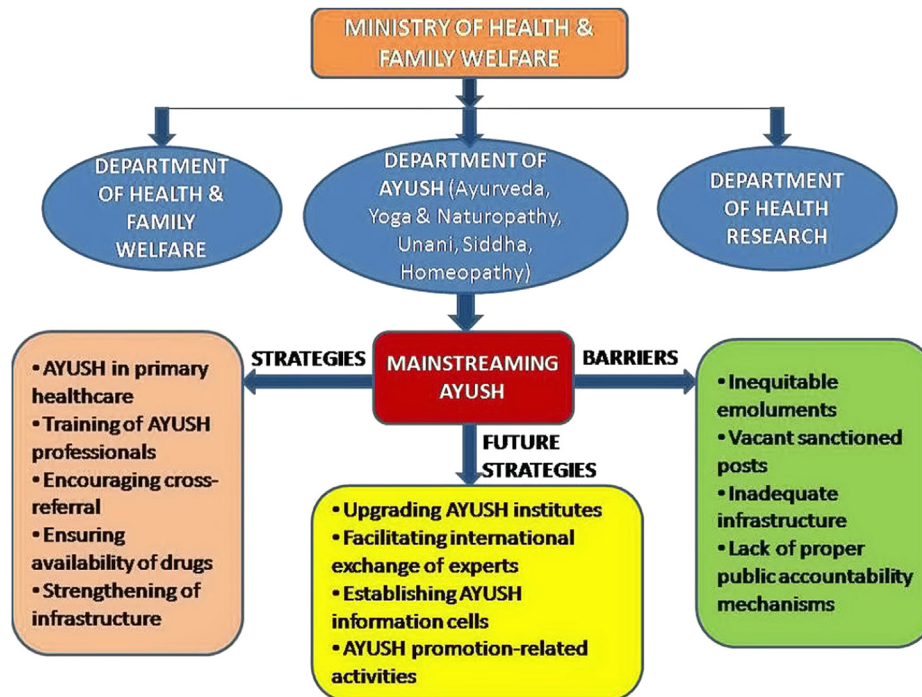 MINISTRY OF HEALTH &
FAMILY WELFARE
DEPARTMENT
OF HEALTH &
FAMILY
WELFARE
DEPARTMENT OF
AYUSH (Ayurveda,
Yoga & Naturopathy,
Unani, Siddha,
Homeopathy)
DEPARTMENT
OF HEALTH
RESEARCH
STRATEGIES
MAINSTREAMING
AYUSH
BARRIERS
• AYUSH in primary
healthcare
• Training of AYUSH
professionals
• Encouraging cross-
referral
• Ensuring
availability of drugs
• Strengthening of
infrastructure
FUTURE
STRATEGIES
• Upgrading AYUSH institutes
• Facilitating international
exchange of experts
• Establishing AYUSH
information cells
• AYUSH promotion-related
activities
• Inequitable
emoluments
• Vacant sanctioned
posts
• Inadequate
infrastructure
• Lack of proper
public accountability
mechanisms